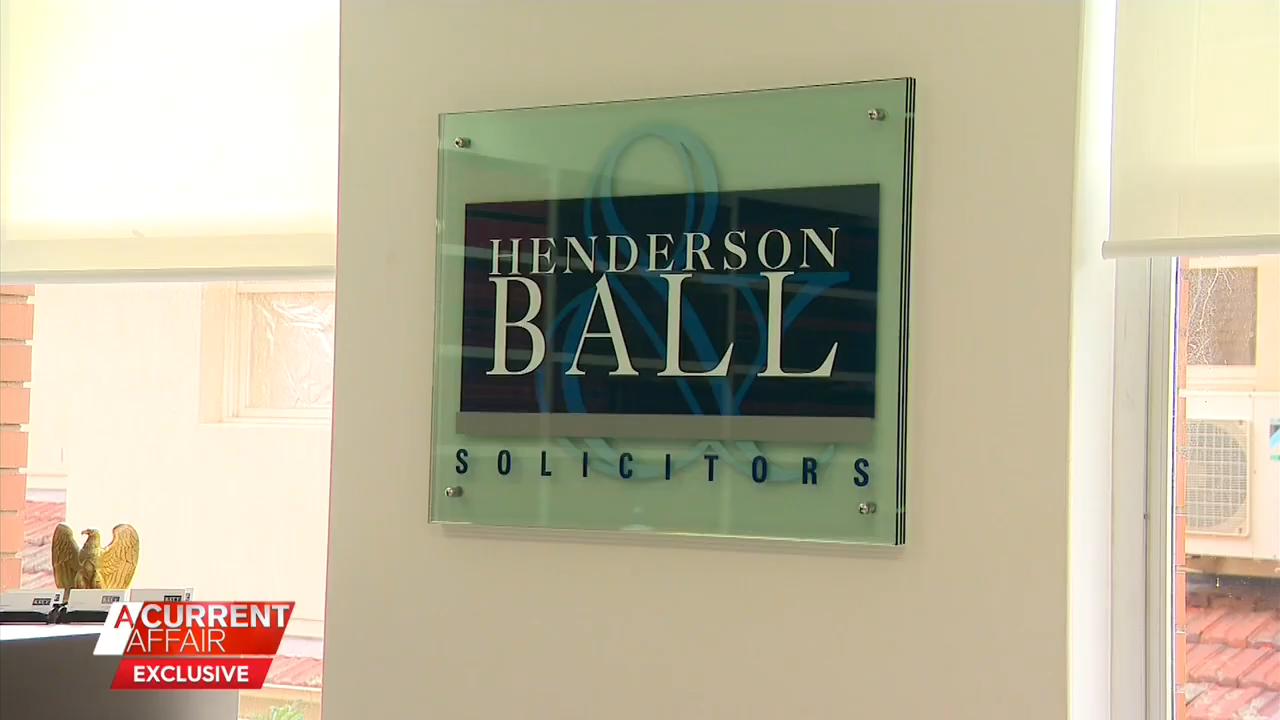 &
HENDERSON
BALL
SOLICITORS
A CURRENT
AFFAIR
EXCLUSIVE